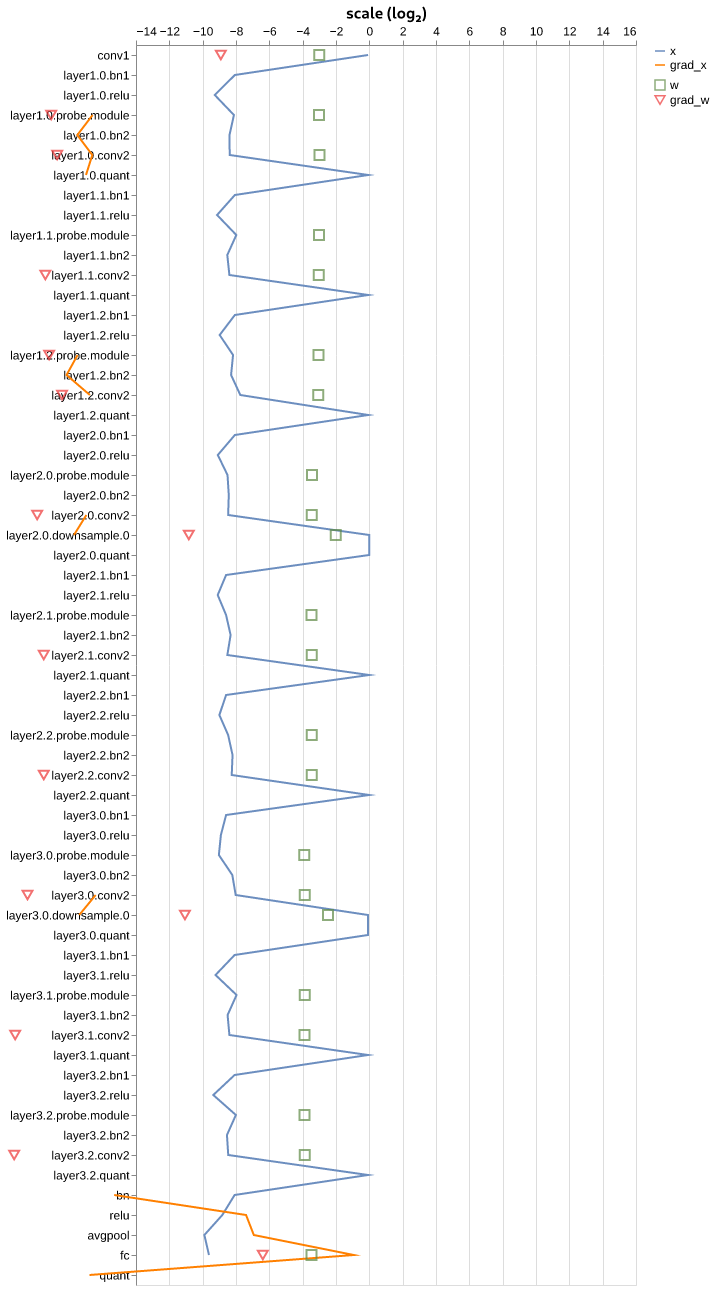 scale (log₂)
−14 −12 −10 −8 −6 −4 −2 0 2 4 6 8 10 12 14 16
x
grad_x
w
grad_w
conv1
layer1.0.bn1
layer1.0.relu
layer1.0.probe.module
layer1.0.bn2
layer1.0.conv2
layer1.0.quant
layer1.1.bn1
layer1.1.relu
layer1.1.probe.module
layer1.1.bn2
layer1.1.conv2
layer1.1.quant
layer1.2.bn1
layer1.2.relu
layer1.2.probe.module
layer1.2.bn2
layer1.2.conv2
layer1.2.quant
layer2.0.bn1
layer2.0.relu
layer2.0.probe.module
layer2.0.bn2
layer2.0.conv2
layer2.0.downsample.0
layer2.0.quant
layer2.1.bn1
layer2.1.relu
layer2.1.probe.module
layer2.1.bn2
layer2.1.conv2
layer2.1.quant
layer2.2.bn1
layer2.2.relu
layer2.2.probe.module
layer2.2.bn2
layer2.2.conv2
layer2.2.quant
layer3.0.bn1
layer3.0.relu
layer3.0.probe.module
layer3.0.bn2
layer3.0.conv2
layer3.0.downsample.0
layer3.0.quant
layer3.1.bn1
layer3.1.relu
layer3.1.probe.module
layer3.1.bn2
layer3.1.conv2
layer3.1.quant
layer3.2.bn1
layer3.2.relu
layer3.2.probe.module
layer3.2.bn2
layer3.2.conv2
layer3.2.quant
bn
relu
avgpool
fc
quant